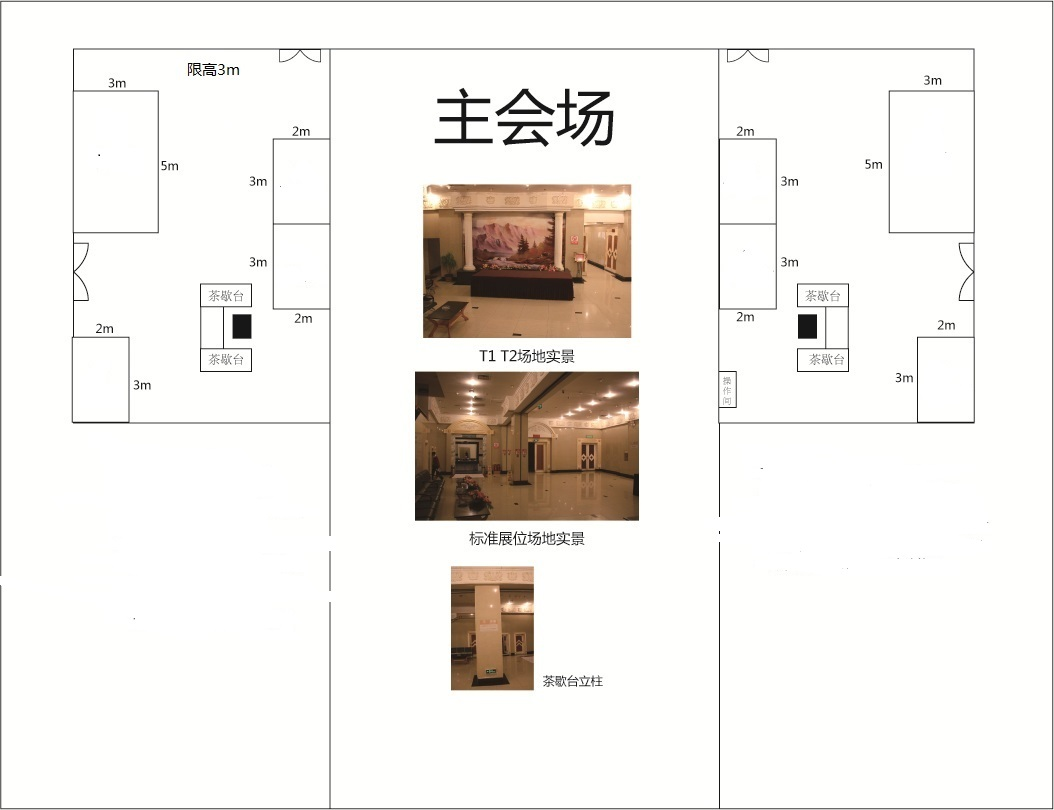 限高3m
3m
5m
2m
3m
3m
2m
茶歇台
茶歇台
2m
3m
主会场
T1 T2场地实景
标准展位场地实景
茶歇台立柱
2m
3m
3m
2m
茶歇台
茶歇台
操作间
3m
5m
2m
3m